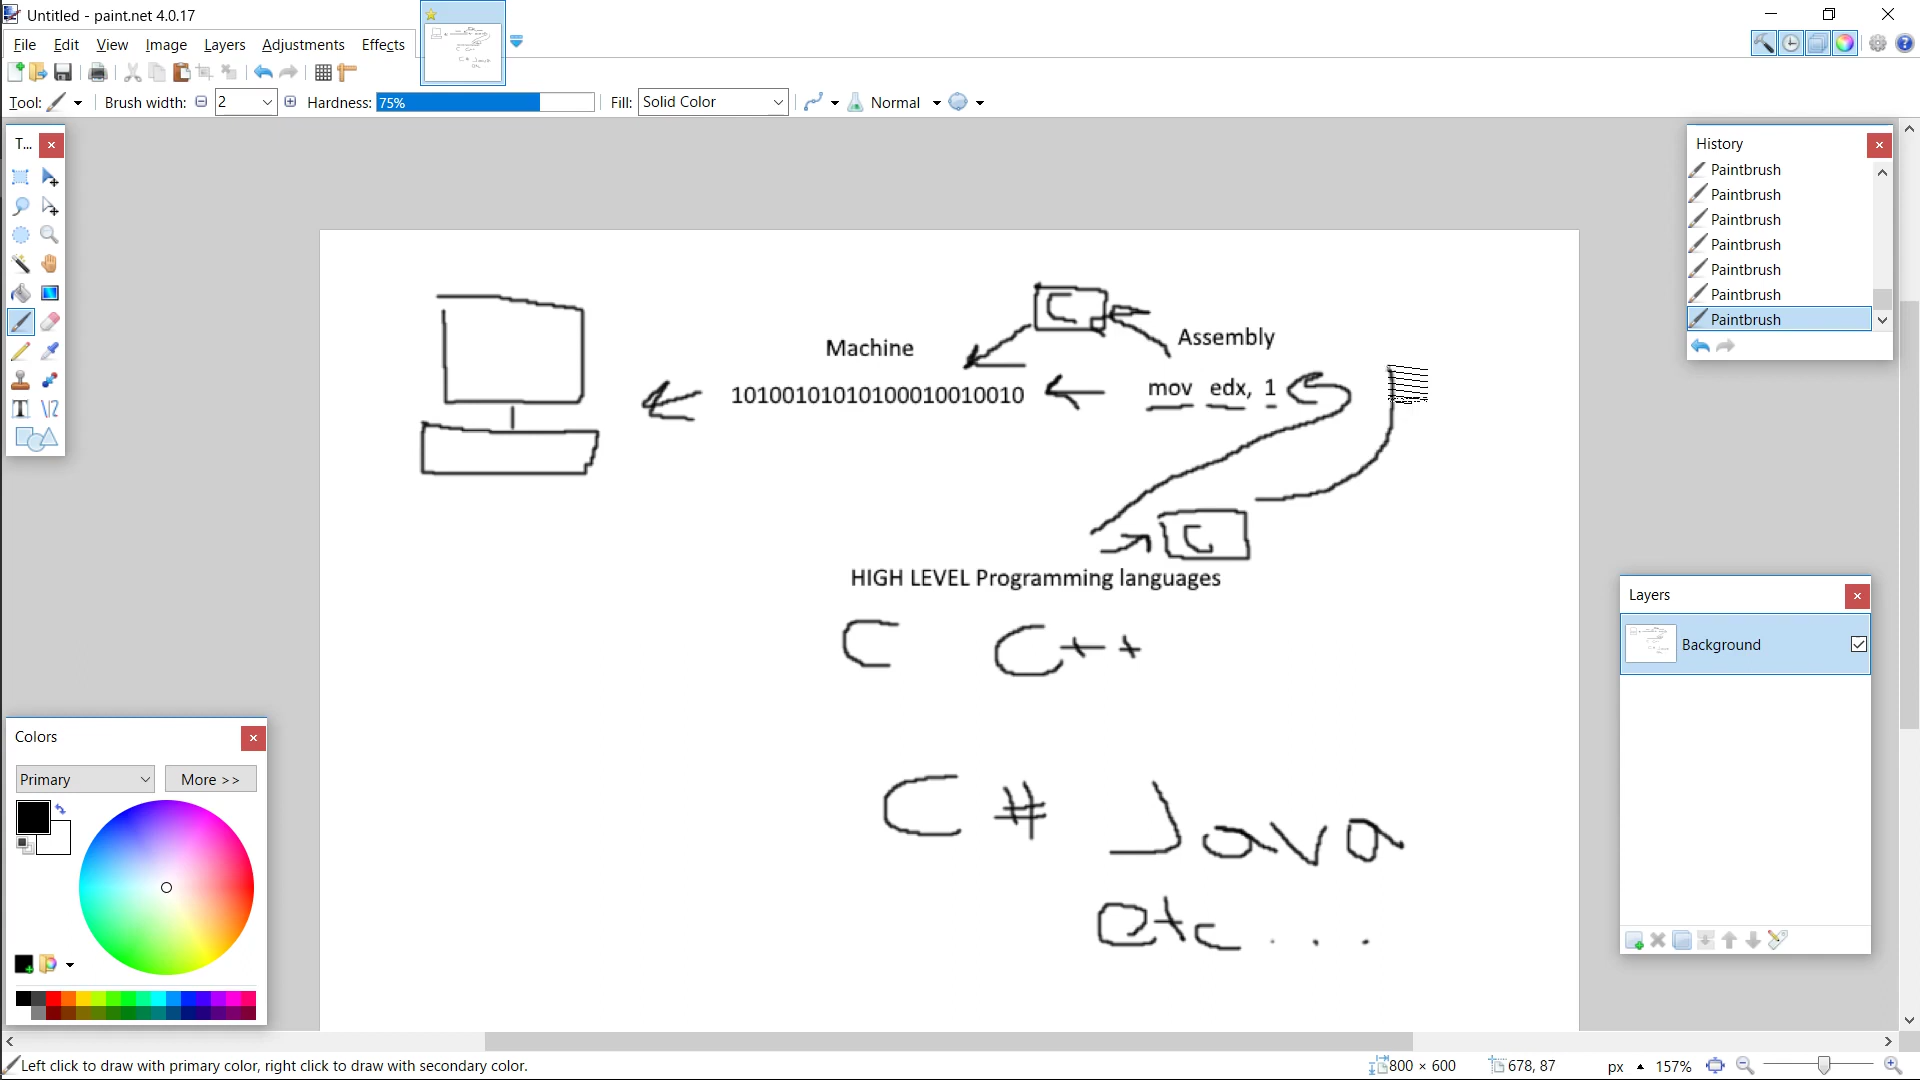 Untitled - paint.net 4.0.17
File Edit View Image Layers Adjustments Effects
Tool: Brush width: 2 Hardness: 75% Fill: Solid Color Normal
T...
History
Paintbrush
Paintbrush
Paintbrush
Paintbrush
Paintbrush
Paintbrush
Paintbrush
C
Machine
Assembly
10100101010100010010010
mov edx, 1
C
HIGH LEVEL Programming languages
C C++
C # Java
etc....
Layers
Background
Colors
Primary
More >>
Left click to draw with primary color, right click to draw with secondary color.
800 × 600
678, 87
px
157%